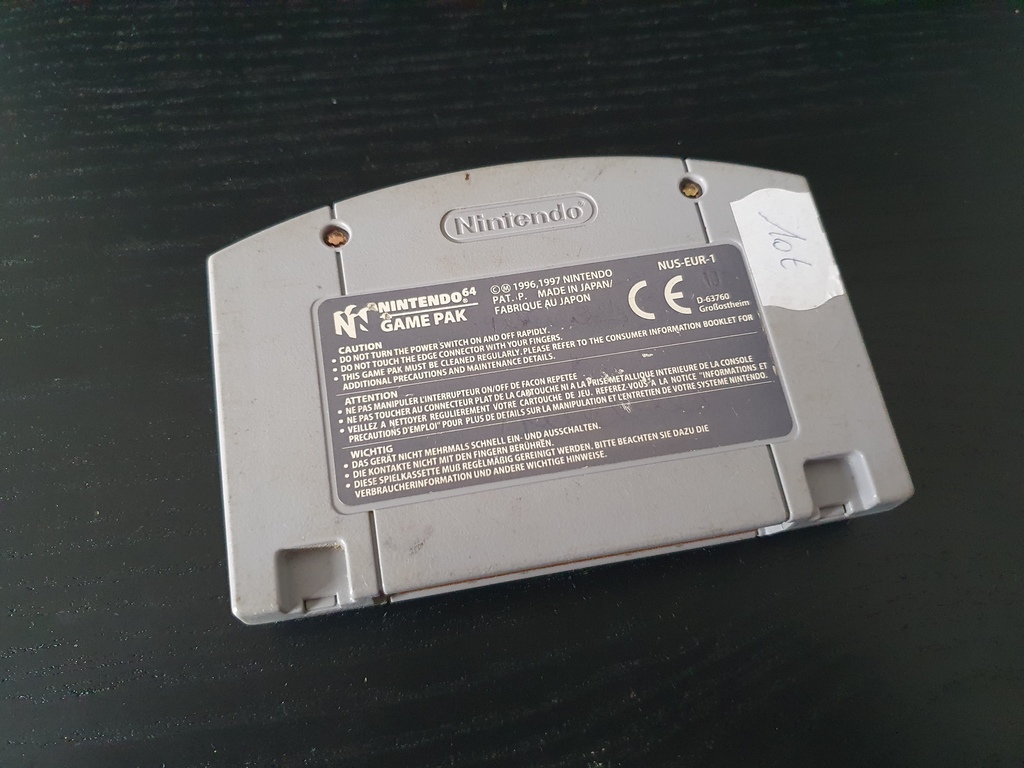 Nintendo®
10t
NINTENDO64
GAME PAK
©Ⓜ 1996,1997 NINTENDO
PAT. P. MADE IN JAPAN/
FABRIQUE AU JAPON
NUS-EUR-1
CE
D-63760
Großostheim
CAUTION
• DO NOT TURN THE POWER SWITCH ON AND OFF RAPIDLY.
• DO NOT TOUCH THE EDGE CONNECTOR WITH YOUR FINGERS.
• THIS GAME PAK MUST BE CLEANED REGULARLY. PLEASE REFER TO THE CONSUMER INFORMATION BOOKLET FOR
ADDITIONAL PRECAUTIONS AND MAINTENANCE DETAILS.
ATTENTION
• NE PAS MANIPULER L'INTERRUPTEUR ON/OFF DE FACON REPETEE
• NE PAS TOUCHER AU CONNECTEUR PLAT DE LA CARTOUCHE NI A LA PRISE METALLIQUE INTERIEURE DE LA CONSOLE
• VEILLEZ A NETTOYER REGULIEREMENT VOTRE CARTOUCHE DE JEU. REFEREZ-VOUS A LA NOTICE "INFORMATIONS ET
PRECAUTIONS D'EMPLOI" POUR PLUS DE DETAILS SUR LA MANIPULATION ET L'ENTRETIEN DE VOTRE SYSTEME NINTENDO.
WICHTIG
• DAS GERÄT NICHT MEHRMALS SCHNELL EIN- UND AUSSCHALTEN.
• DIE KONTAKTE NICHT MIT DEN FINGERN BERÜHREN.
• DIESE SPIELKASSETTE MUß REGELMÄßIG GEREINIGT WERDEN. BITTE BEACHTEN SIE DAZU DIE
VERBRAUCHERINFORMATION UND ANDERE WICHTIGE HINWEISE.